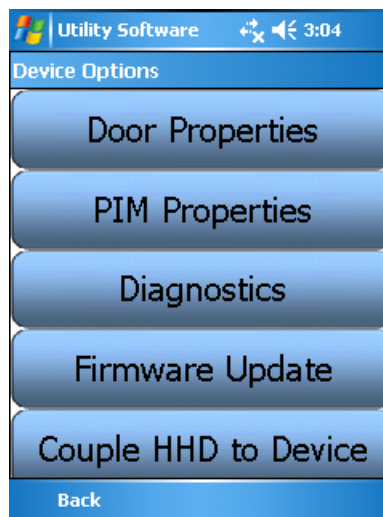 Utility Software 3:04
Device Options
Door Properties
PIM Properties
Diagnostics
Firmware Update
Couple HHD to Device
Back